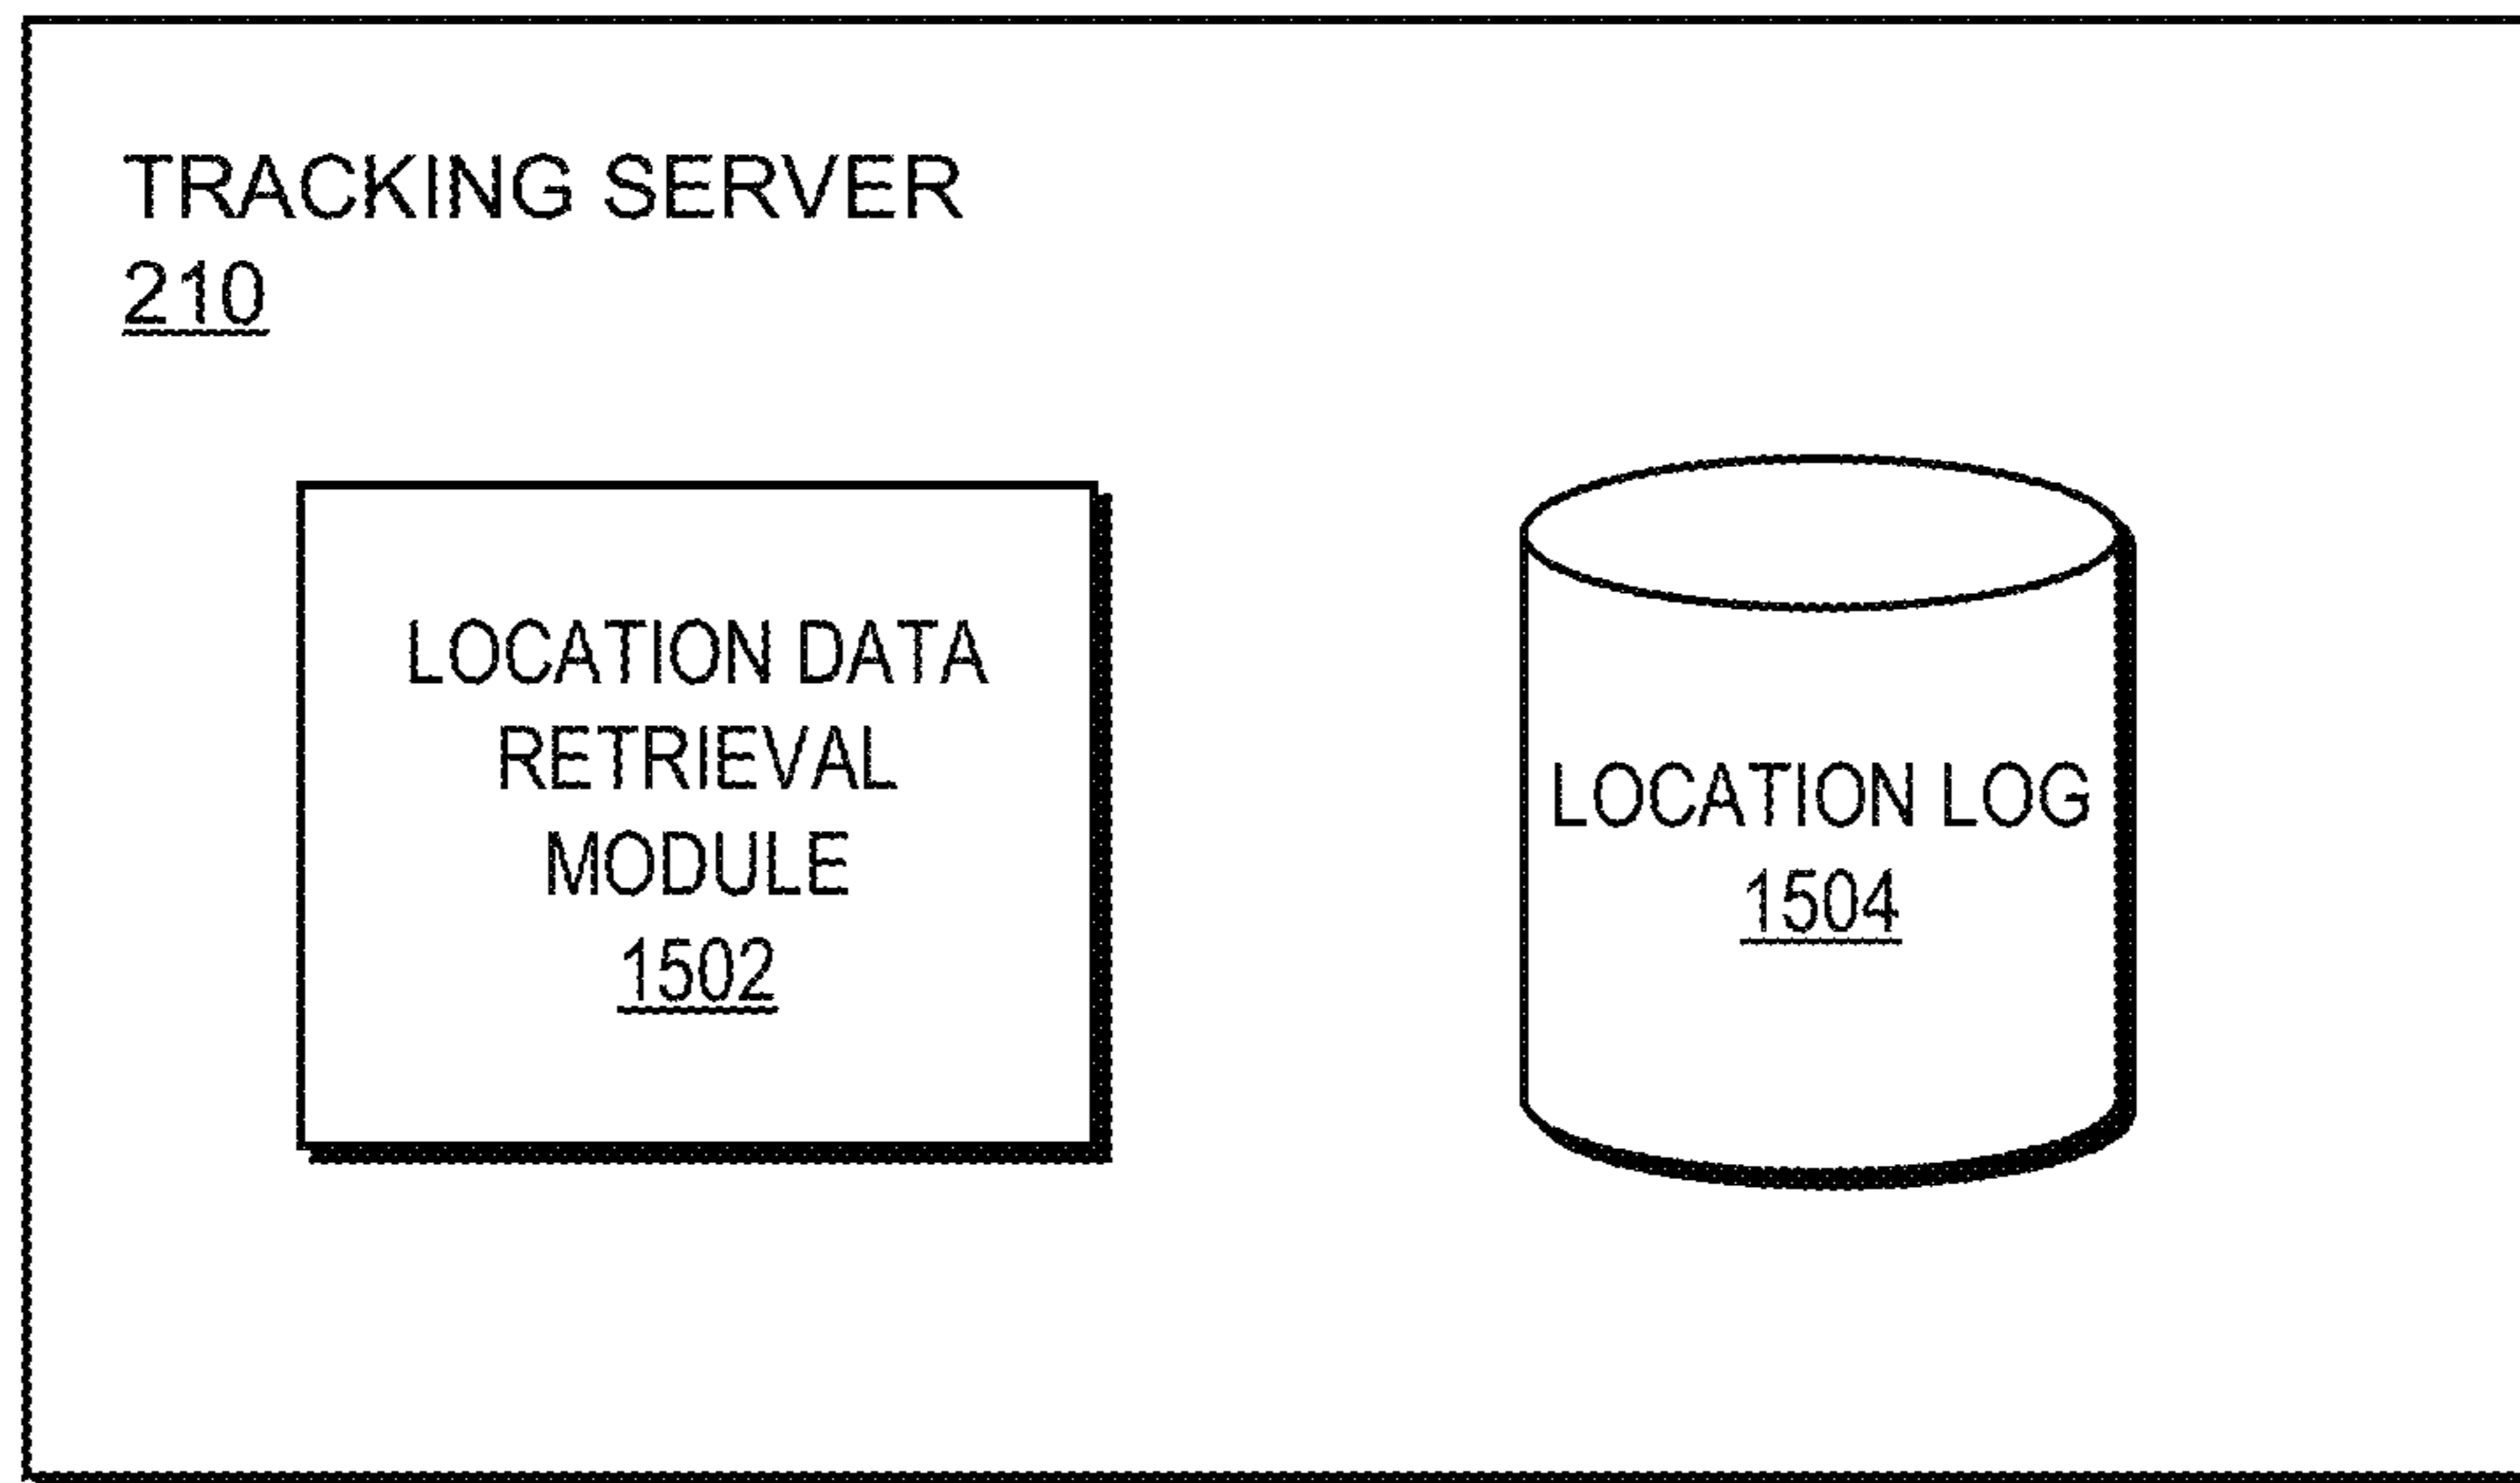 TRACKING SERVER
210
LOCATION DATA
RETRIEVAL
MODULE
1502
LOCATION LOG
1504